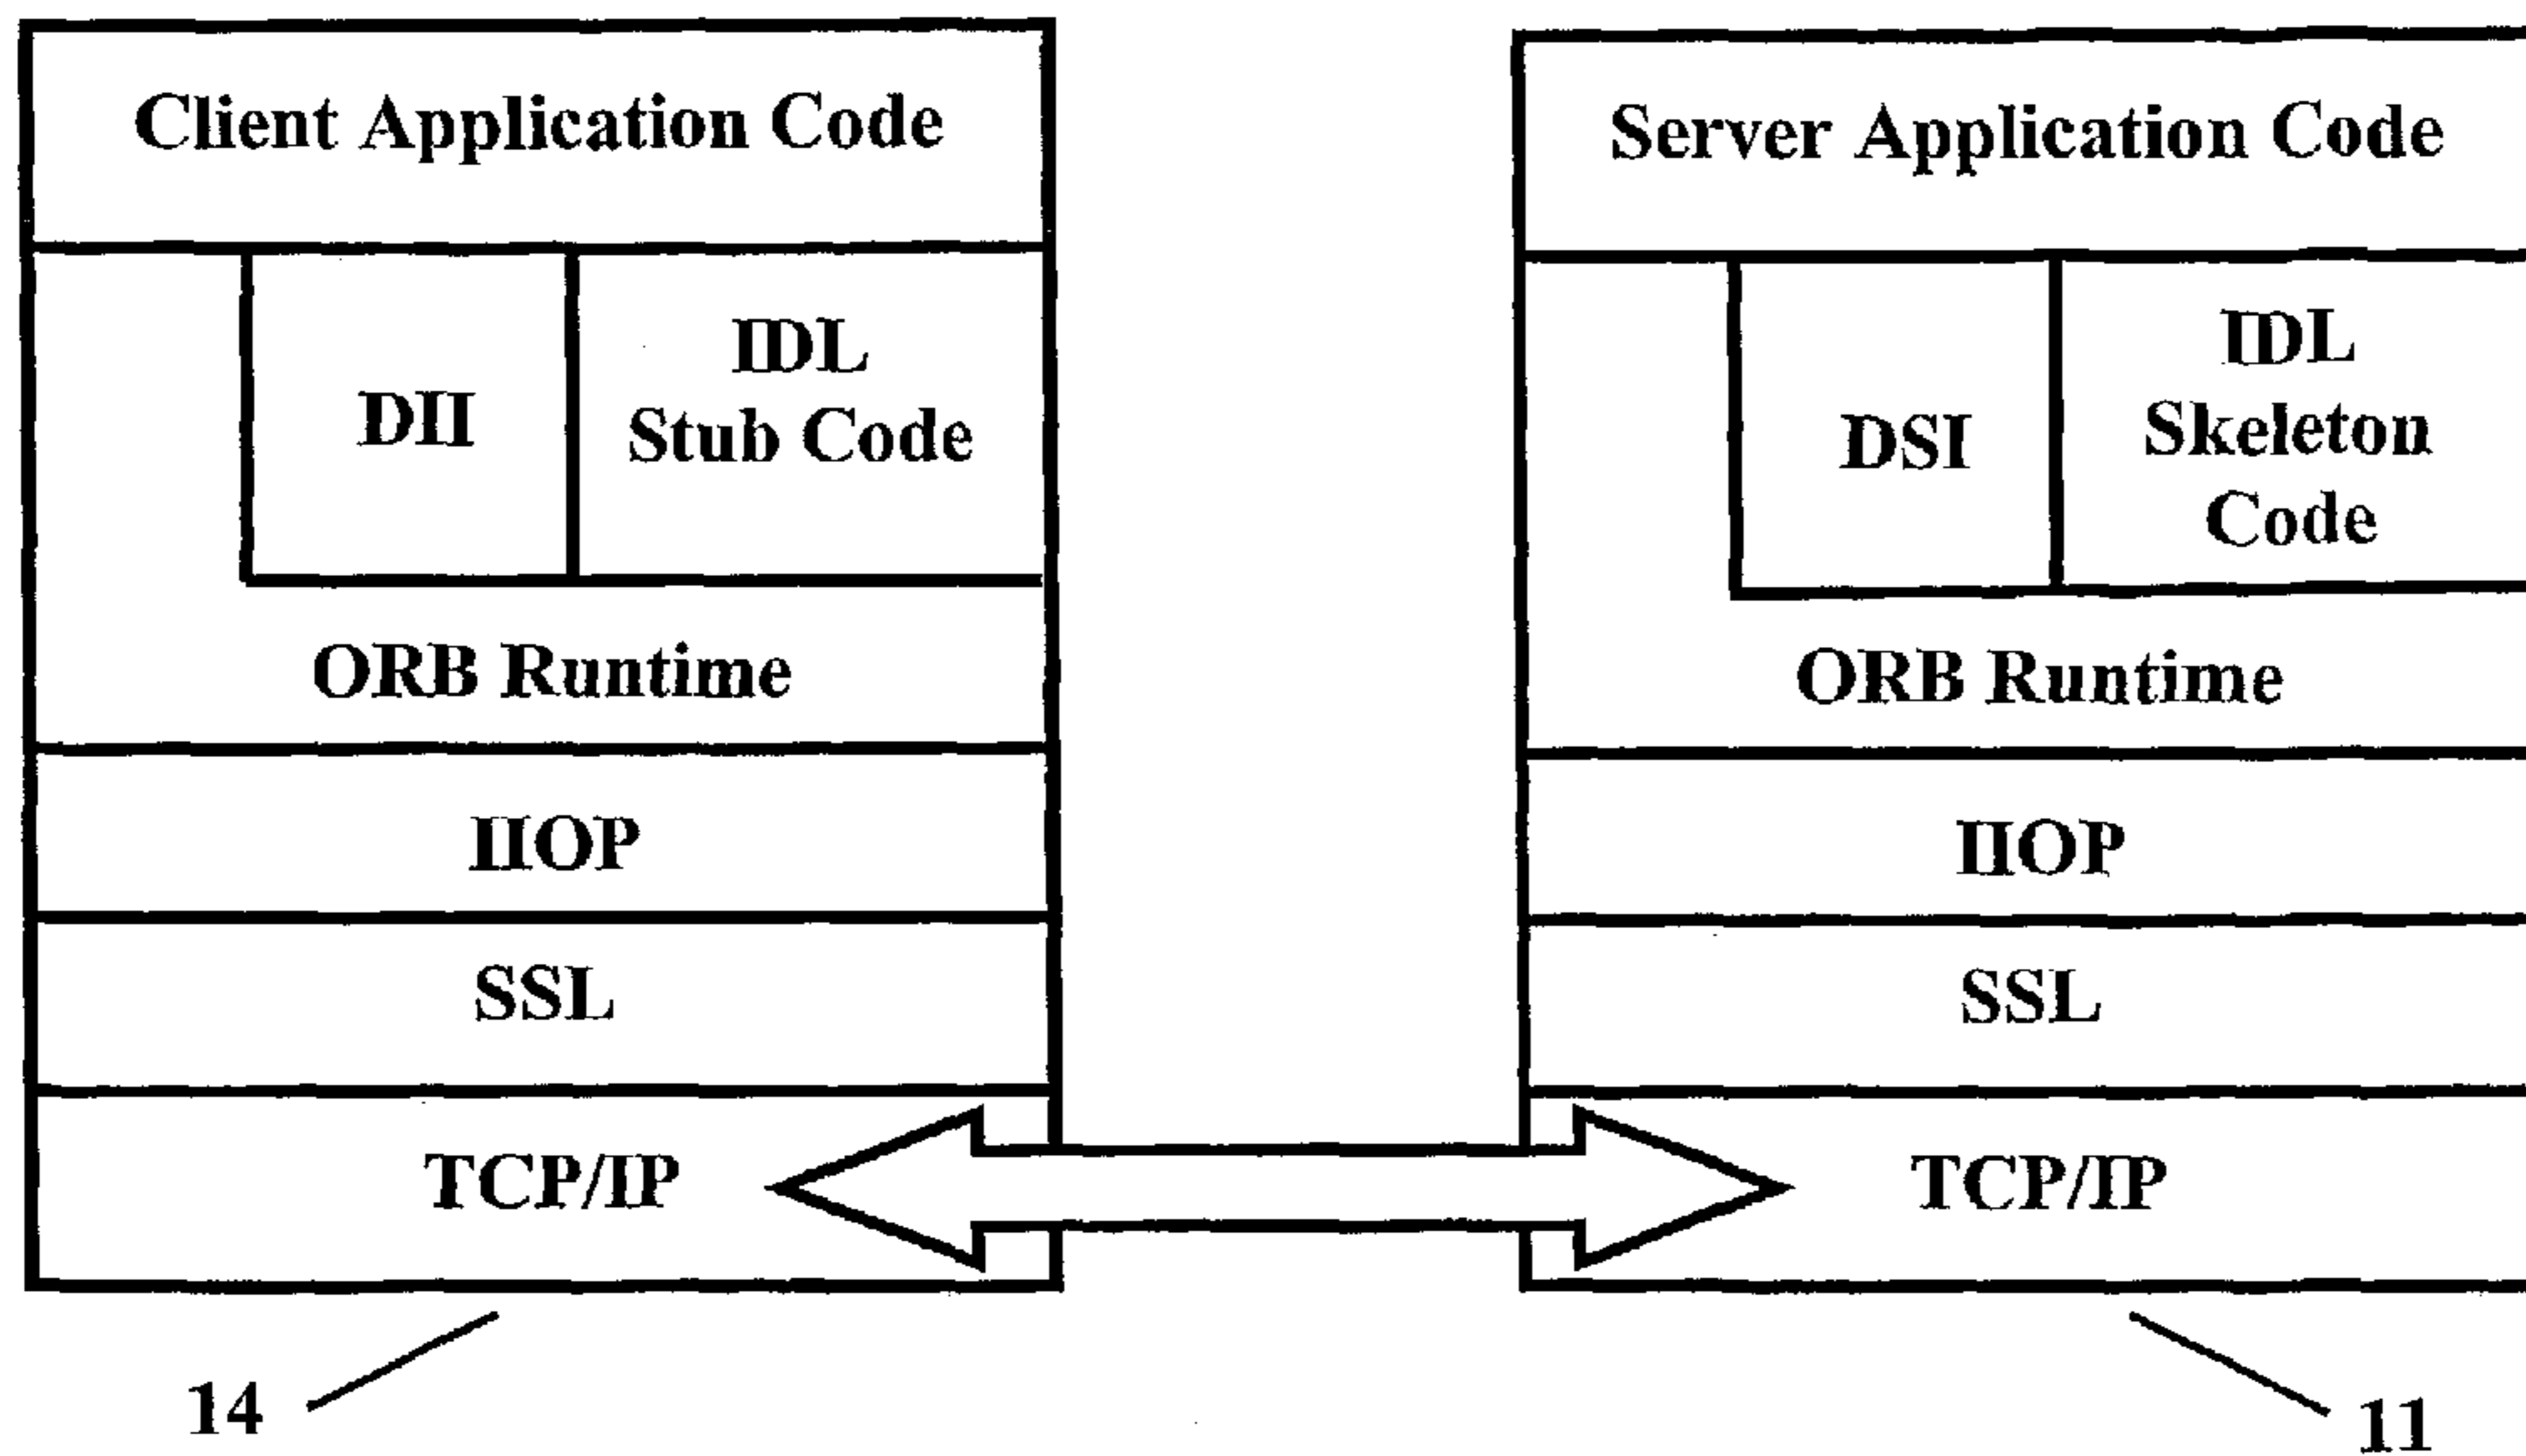 Client Application Code
DII
IDL
Stub Code
ORB Runtime
IIOP
SSL
TCP/IP
14
Server Application Code
DSI
IDL
Skeleton
Code
ORB Runtime
IIOP
SSL
TCP/IP
11